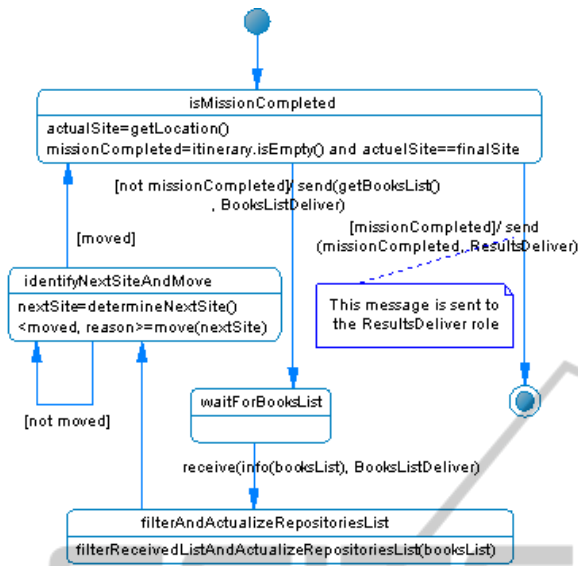 isMissionCompleted
actualSite=getLocation()
missionCompleted=itinerary.isEmpty() and actuelSite==finalSite
[not missionCompleted]/ send(getBooksList()
, BooksListDeliver)
[missionCompleted]/ send
(missionCompleted, ResultsDeliver)
[moved]
identifyNextSiteAndMove
nextSite=determineNextSite()
<moved, reason>=move(nextSite)
This message is sent to
the ResultsDeliver role
[not moved]
waitForBooksList
receive(info(booksList), BooksListDeliver)
filterAndActualizeRepositoriesList
filterReceivedListAndActualizeRepositoriesList(booksList)